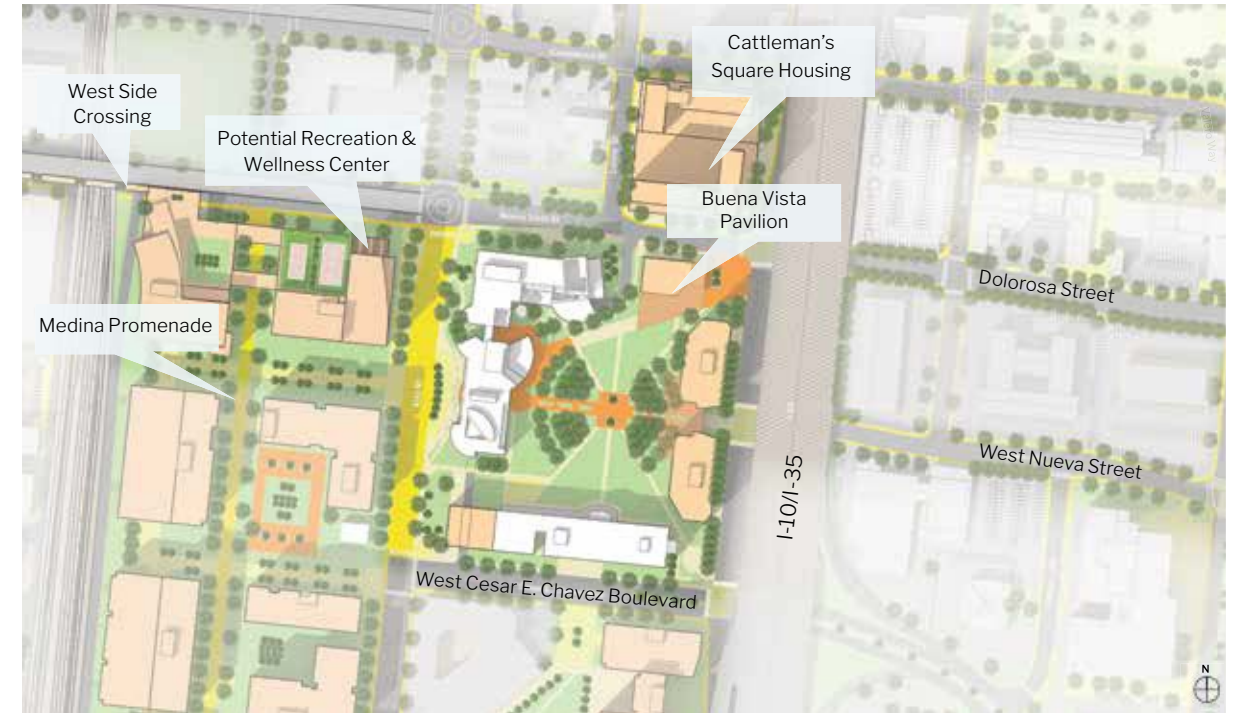 Cattleman's
Square Housing
West Side
Crossing
Potential Recreation &
Wellness Center
Buena Vista
Pavilion
Dolorosa Street
Medina Promenade
West Nueva Street
I-10/I-35
West Cesar E. Chavez Boulevard
N